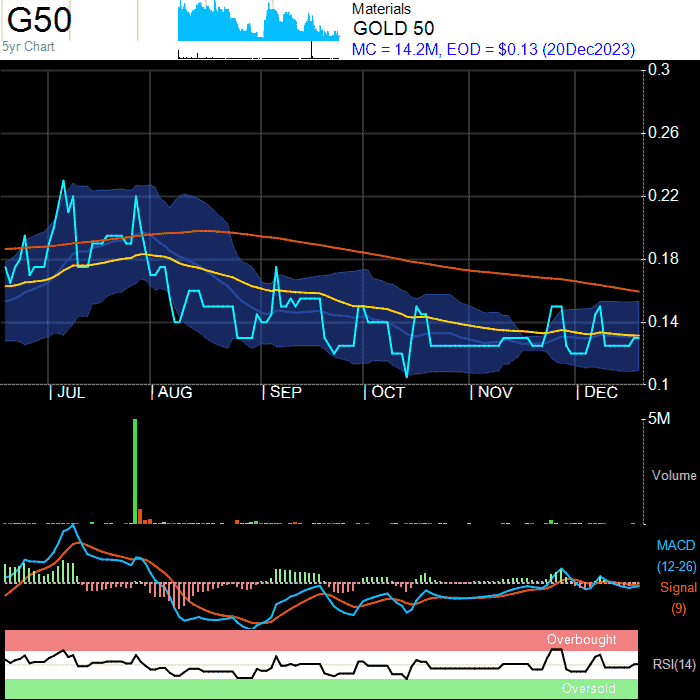 G50
5yr Chart
Materials
GOLD 50
MC = 14.2M, EOD = $0.13 (20Dec2023)
0.3
0.26
0.22
0.18
0.14
0.1
| JUL | AUG | SEP | OCT | NOV | DEC
5M
Volume
MACD
(12-26)
Signal
(9)
Overbought
RSI(14)
Oversold